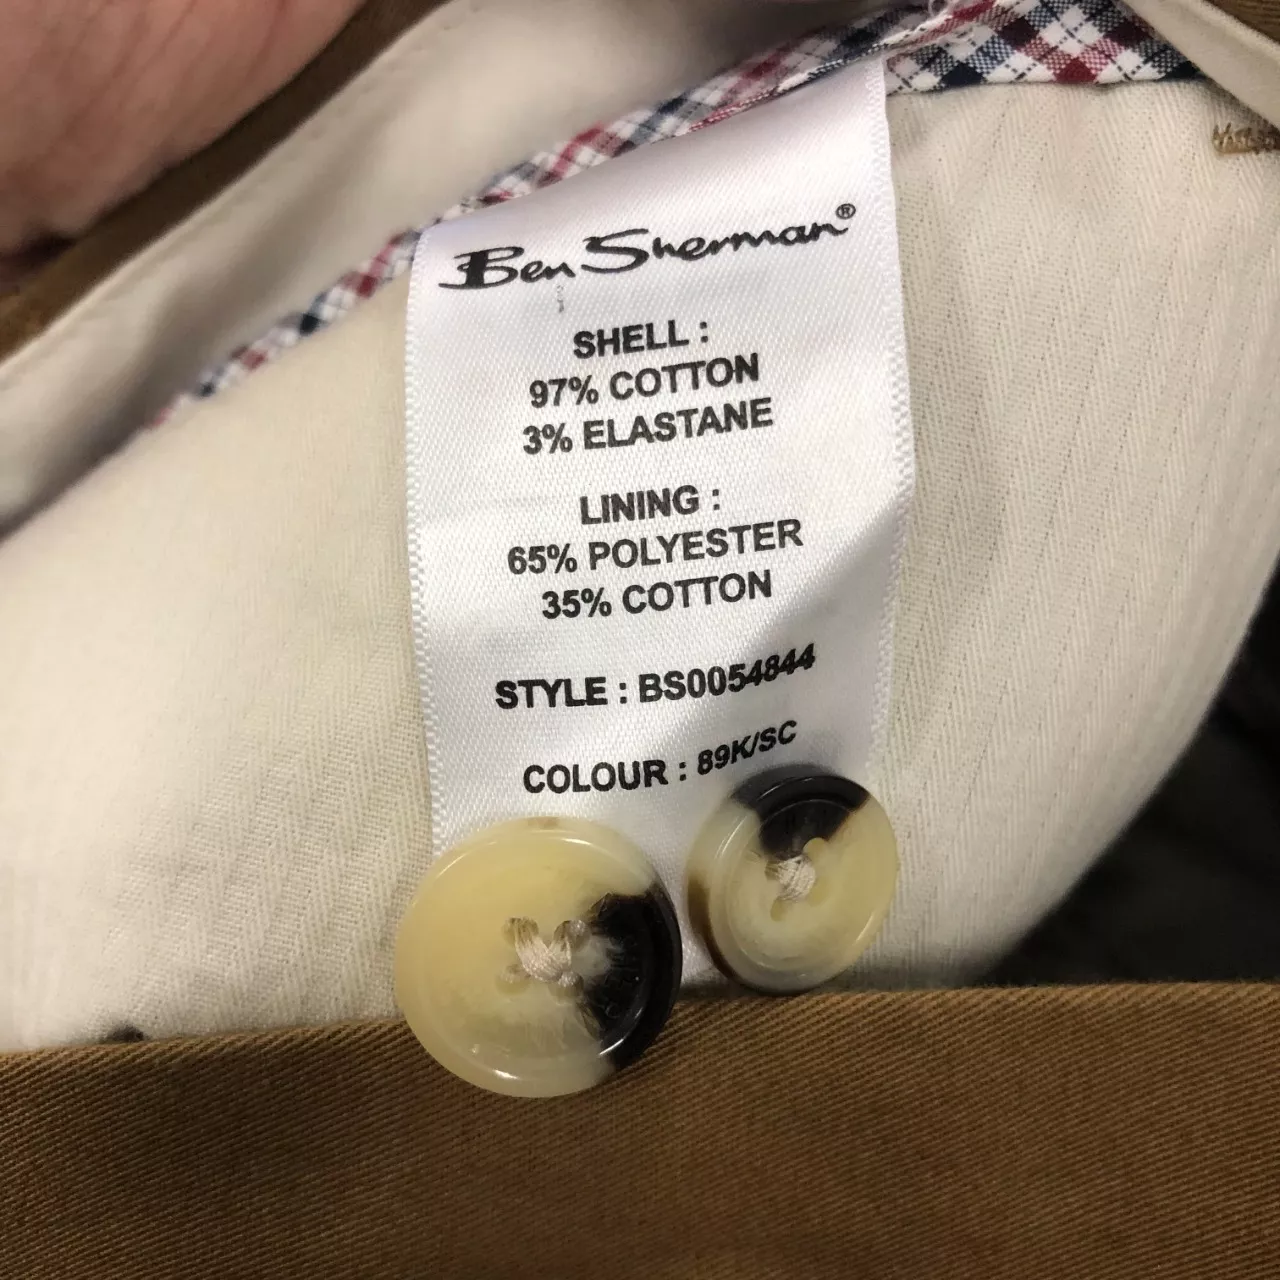 Ben Sherman®
SHELL :
97% COTTON
3% ELASTANE
LINING :
65% POLYESTER
35% COTTON
STYLE : BS0054844
COLOUR : 89K/SC